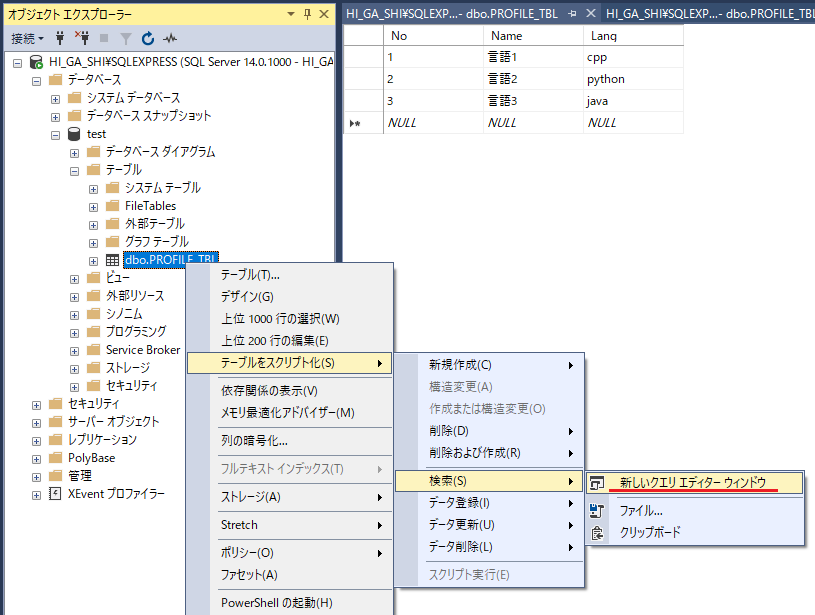 オブジェクト エクスプローラー
接続
HI_GA_SHI¥SQLEXPRESS (SQL Server 14.0.1000 - HI_GA
データベース
システム データベース
データベース スナップショット
test
データベース ダイアグラム
テーブル
システム テーブル
FileTables
外部テーブル
グラフ テーブル
dbo.PROFILE_TBL
ビュー
外部リソース
シノニム
プログラミング
Service Broker
ストレージ
セキュリティ
セキュリティ
サーバー オブジェクト
レプリケーション
PolyBase
管理
XEvent プロファイラー
HI_GA_SHI¥SQLEXP...- dbo.PROFILE_TBL
HI_GA_SHI¥SQLEXP...- dbo.PROFILE_TBL
No Name Lang
1 言語1 cpp
2 言語2 python
3 言語3 java
NULL NULL NULL
テーブル(T)...
デザイン(G)
上位 1000 行の選択(W)
上位 200 行の編集(E)
テーブルをスクリプト化(S)
依存関係の表示(V)
メモリ最適化アドバイザー(M)
列の暗号化...
フルテキスト インデックス(T)
ストレージ(A)
Stretch
ポリシー(O)
ファセット(A)
PowerShell の起動(H)
新規作成(C)
構造変更(A)
作成または構造変更(O)
削除(D)
削除および作成(R)
検索(S)
データ登録(I)
データ更新(U)
データ削除(L)
スクリプト実行(E)
新しいクエリ エディター ウィンドウ
ファイル...
クリップボード